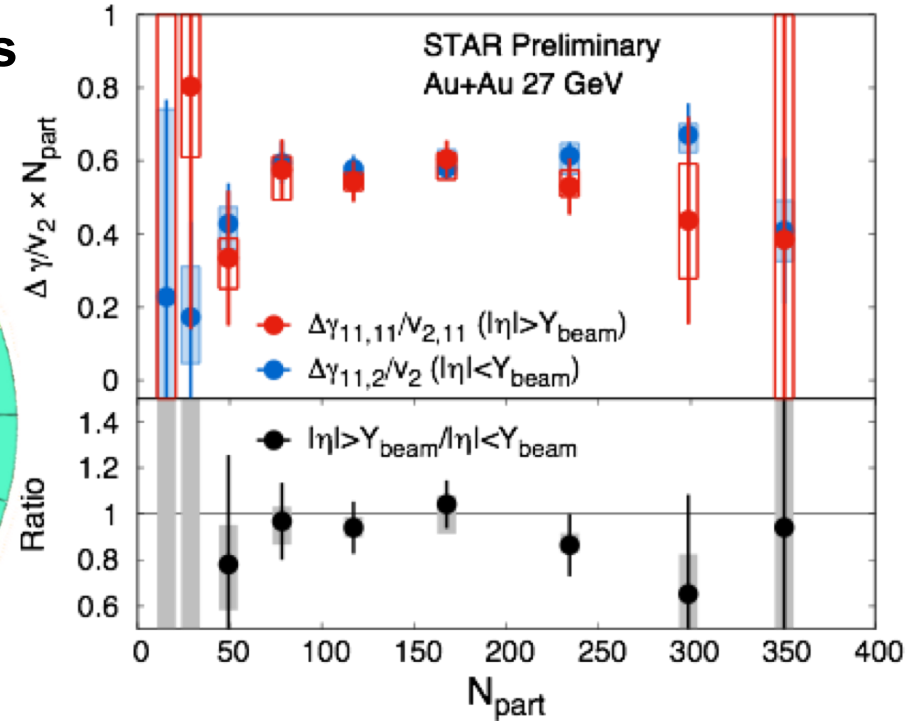 s
STAR Preliminary
Au+Au 27 GeV
Δ γ/v2 × Npart
1
0.8
0.6
0.4
0.2
0
Δγ11,11/v2,11 (|η|>Ybeam)
Δγ11,2/v2 (|η|<Ybeam)
Ratio
1.4
1.2
1
0.8
0.6
|η|>Ybeam/|η|<Ybeam
0 50 100 150 200 250 300 350 400
Npart